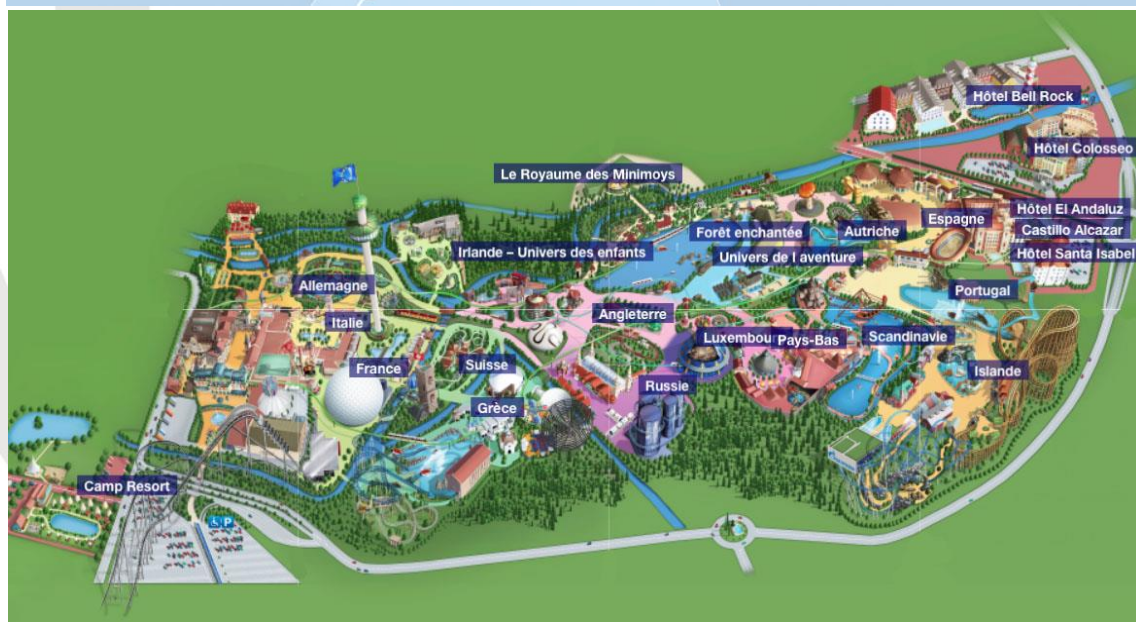 Hôtel Bell Rock
Hôtel Colosseo
Le Royaume des Minimoys
Hôtel El Andaluz
Espagne
Castillo Alcazar
Forêt enchantée
Autriche
Irlande – Univers des enfants
Univers de l aventure
Hôtel Santa Isabel
Allemagne
Portugal
Angleterre
Italie
Luxembou
Pays-Bas
Scandinavie
France
Suisse
Islande
Russie
Grèce
Camp Resort
P